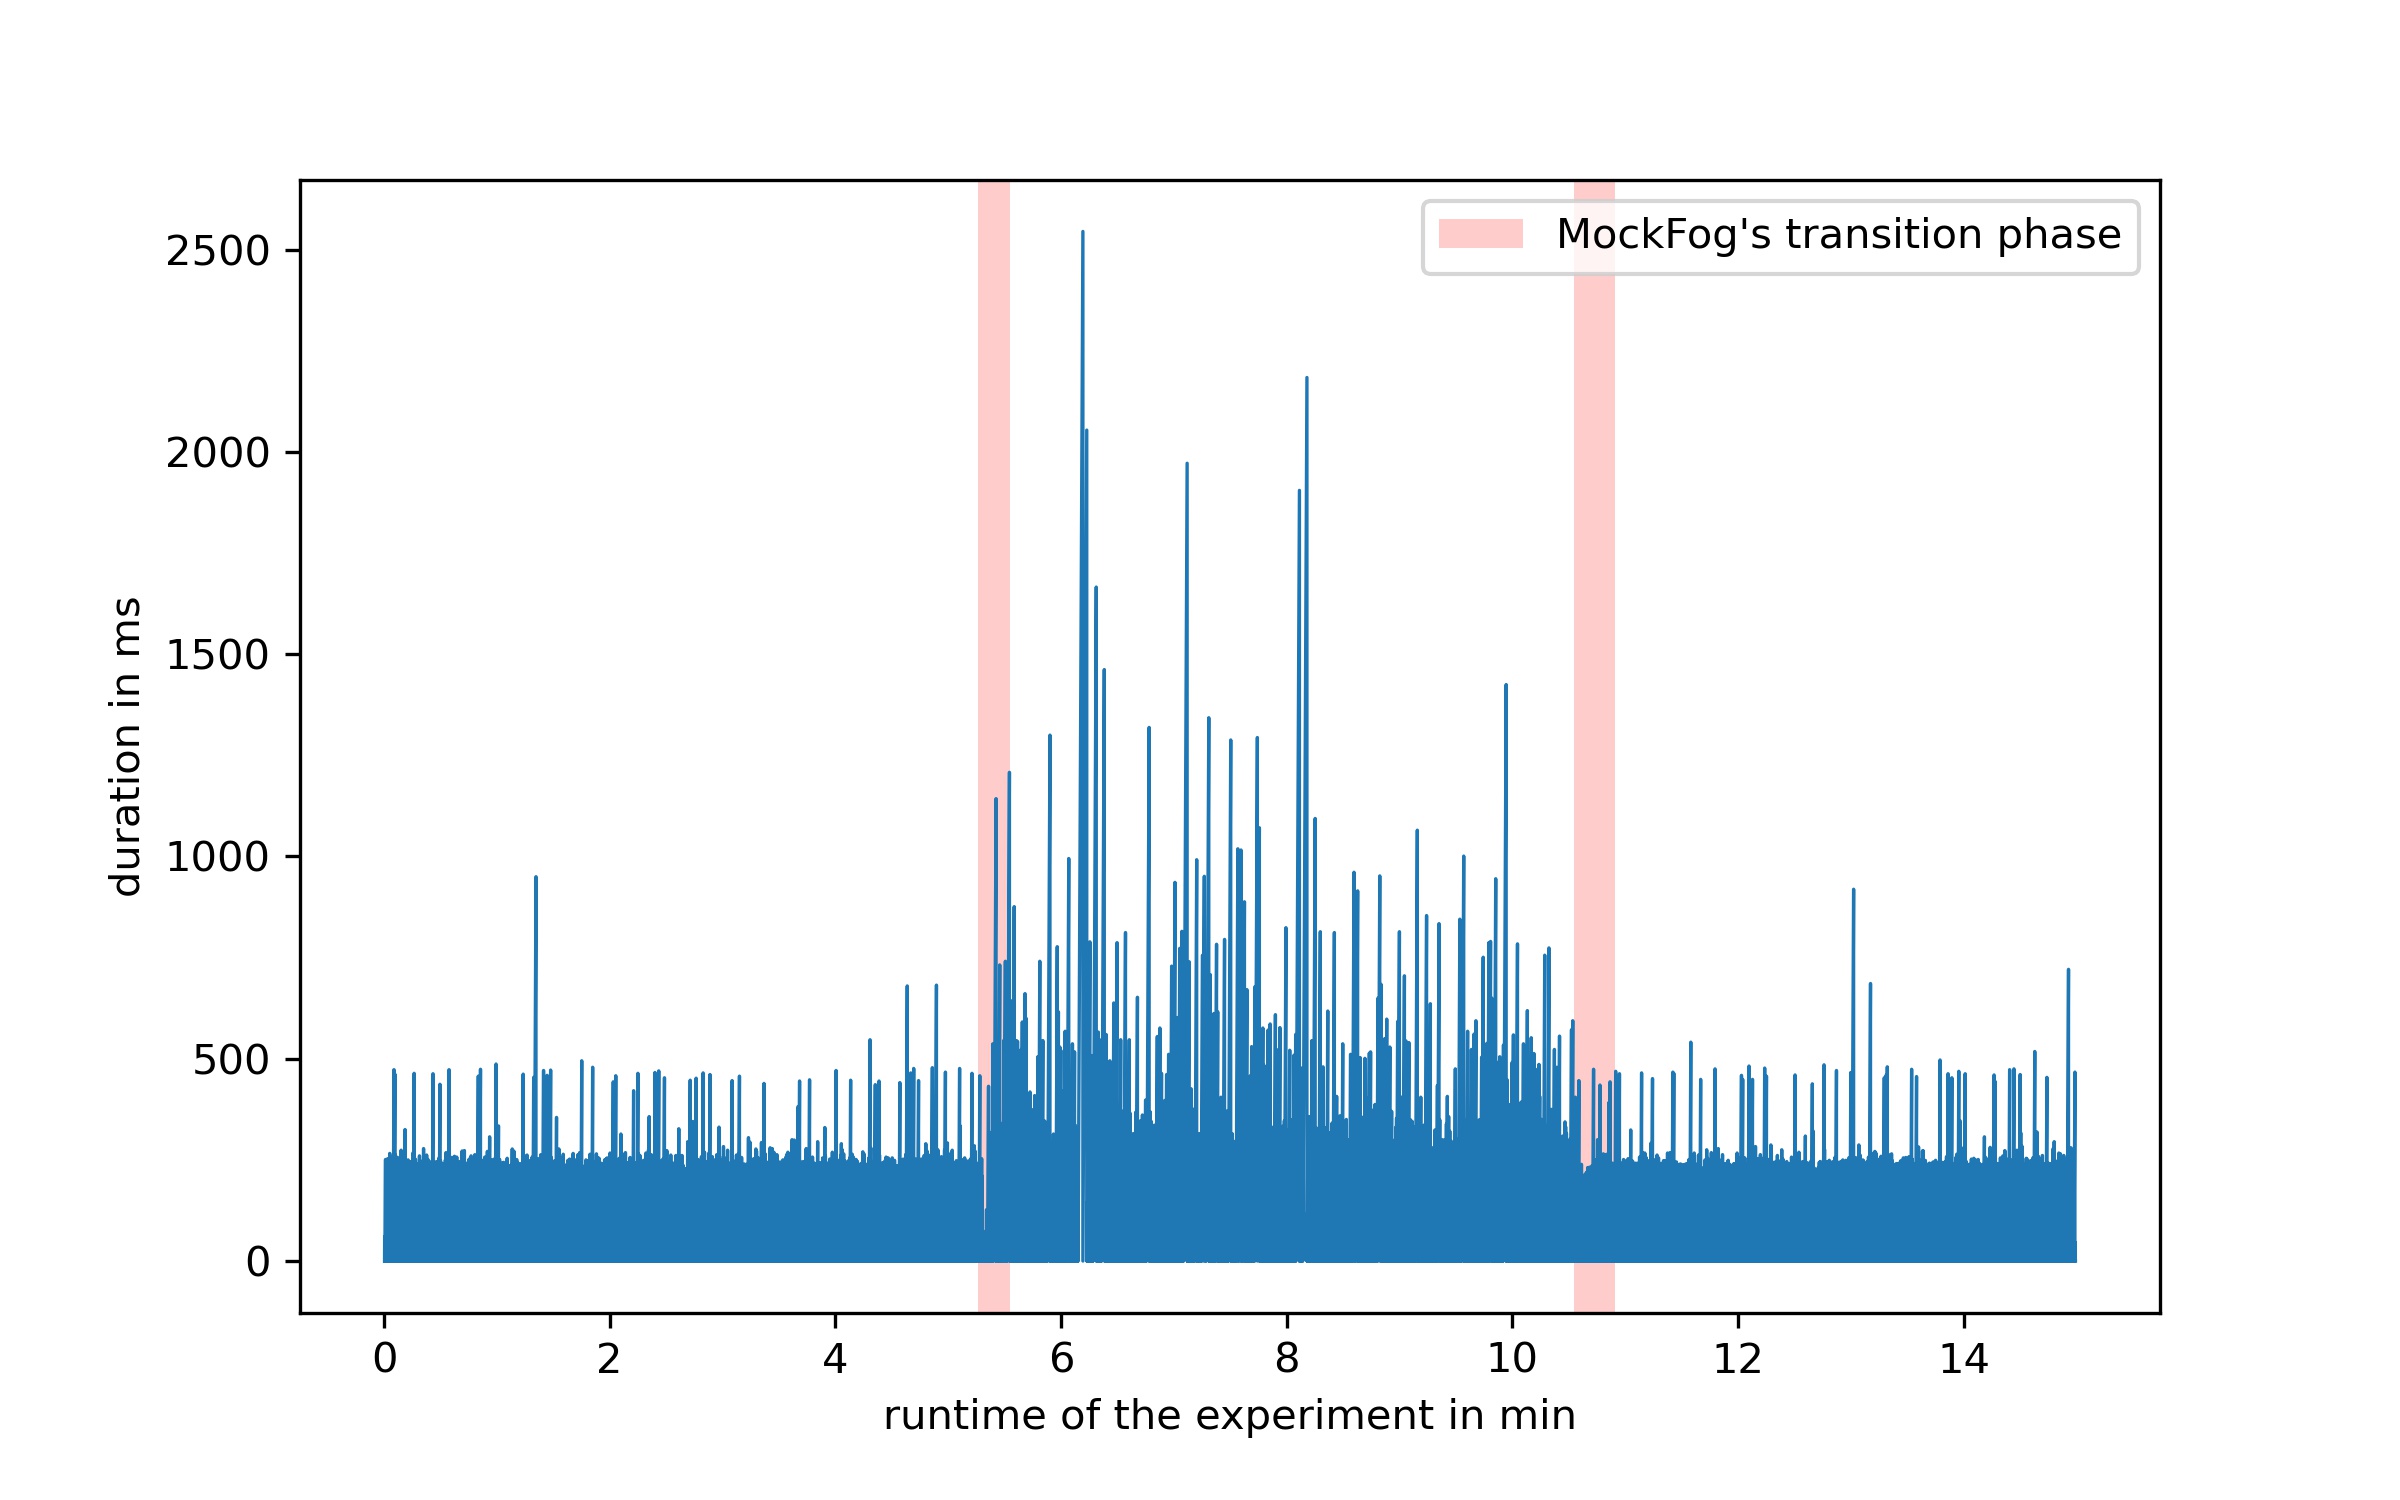 MockFog's transition phase
2500
2000
1500
1000
500
0
duration in ms
0 2 4 6 8 10 12 14
runtime of the experiment in min